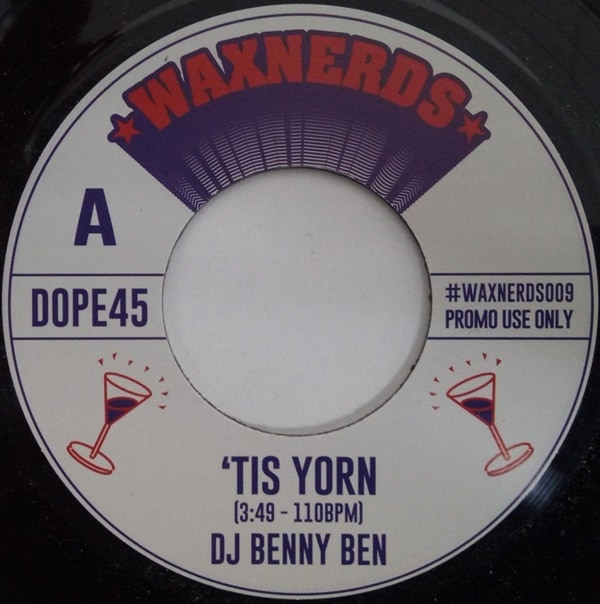 WAXNERDS
A
DOPE45
#WAXNERDS009
PROMO USE ONLY
‘TIS YORN
(3:49 - 110BPM)
DJ BENNY BEN